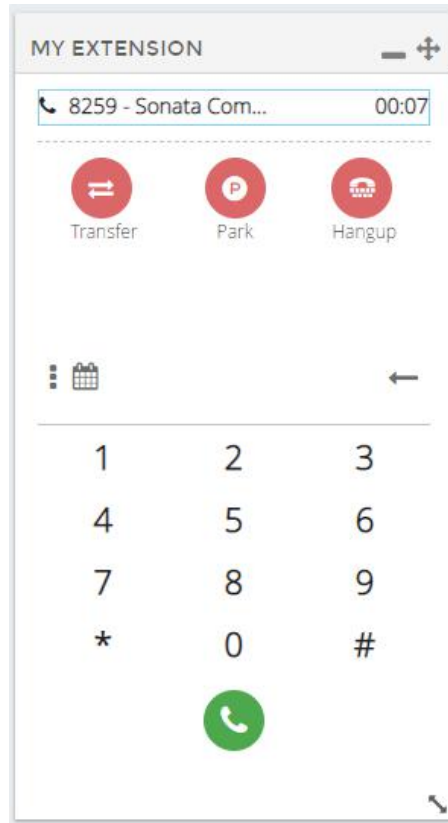 MY EXTENSION
8259 - Sonata Com... 00:07
P
Transfer Park Hangup
1 2 3
4 5 6
7 8 9
* 0 #